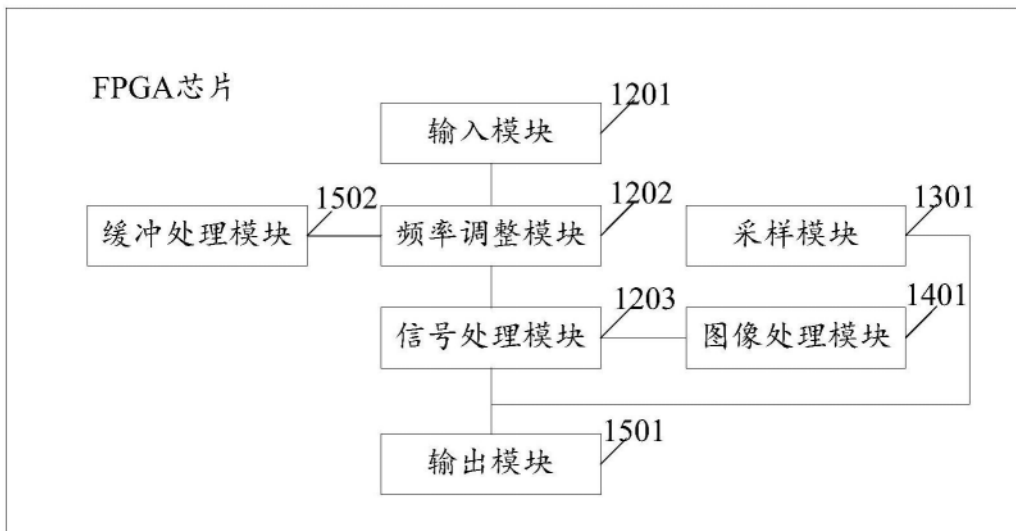 FPGA芯片
1201
输入模块
1502
1202
1301
缓冲处理模块
频率调整模块
采样模块
1203
1401
信号处理模块
图像处理模块
1501
输出模块